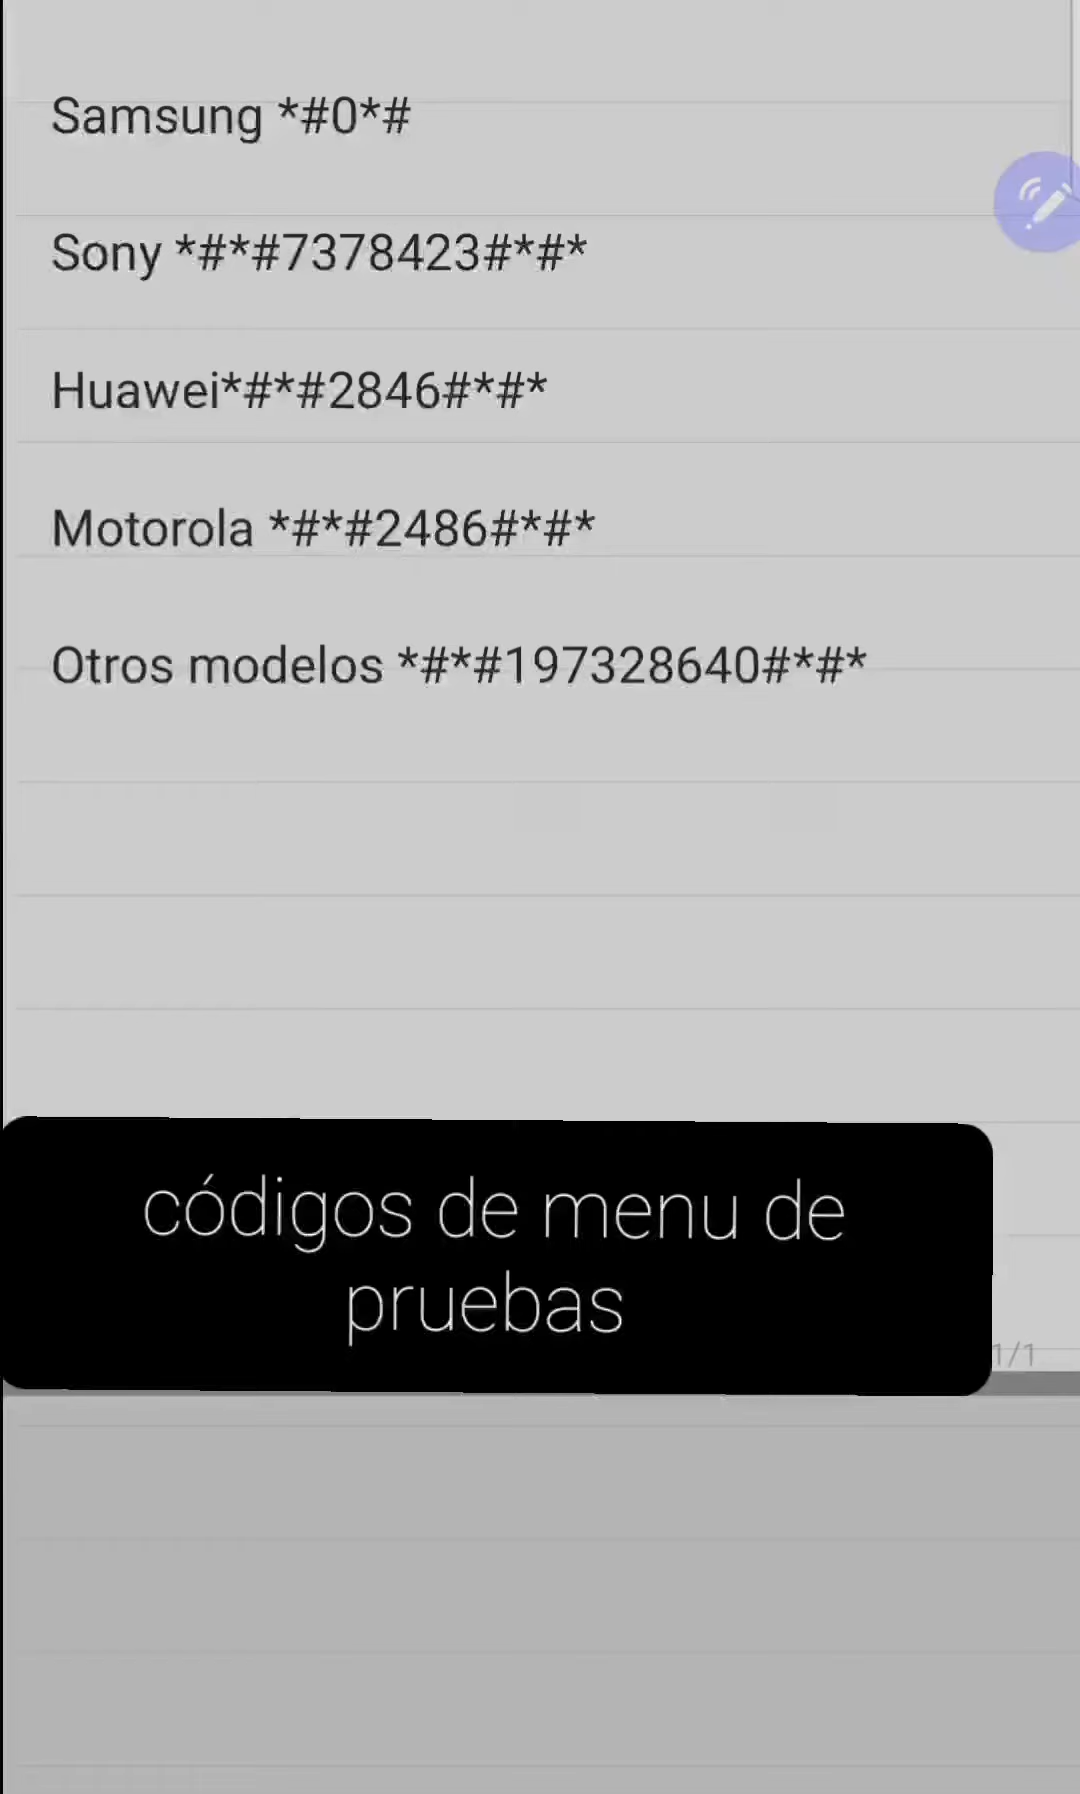 Samsung *#0*#
Sony *#*#7378423#*#*
Huawei*#*#2846#*#*
Motorola *#*#2486#*#*
Otros modelos *#*#197328640#*#*
códigos de menu de
pruebas
1/1